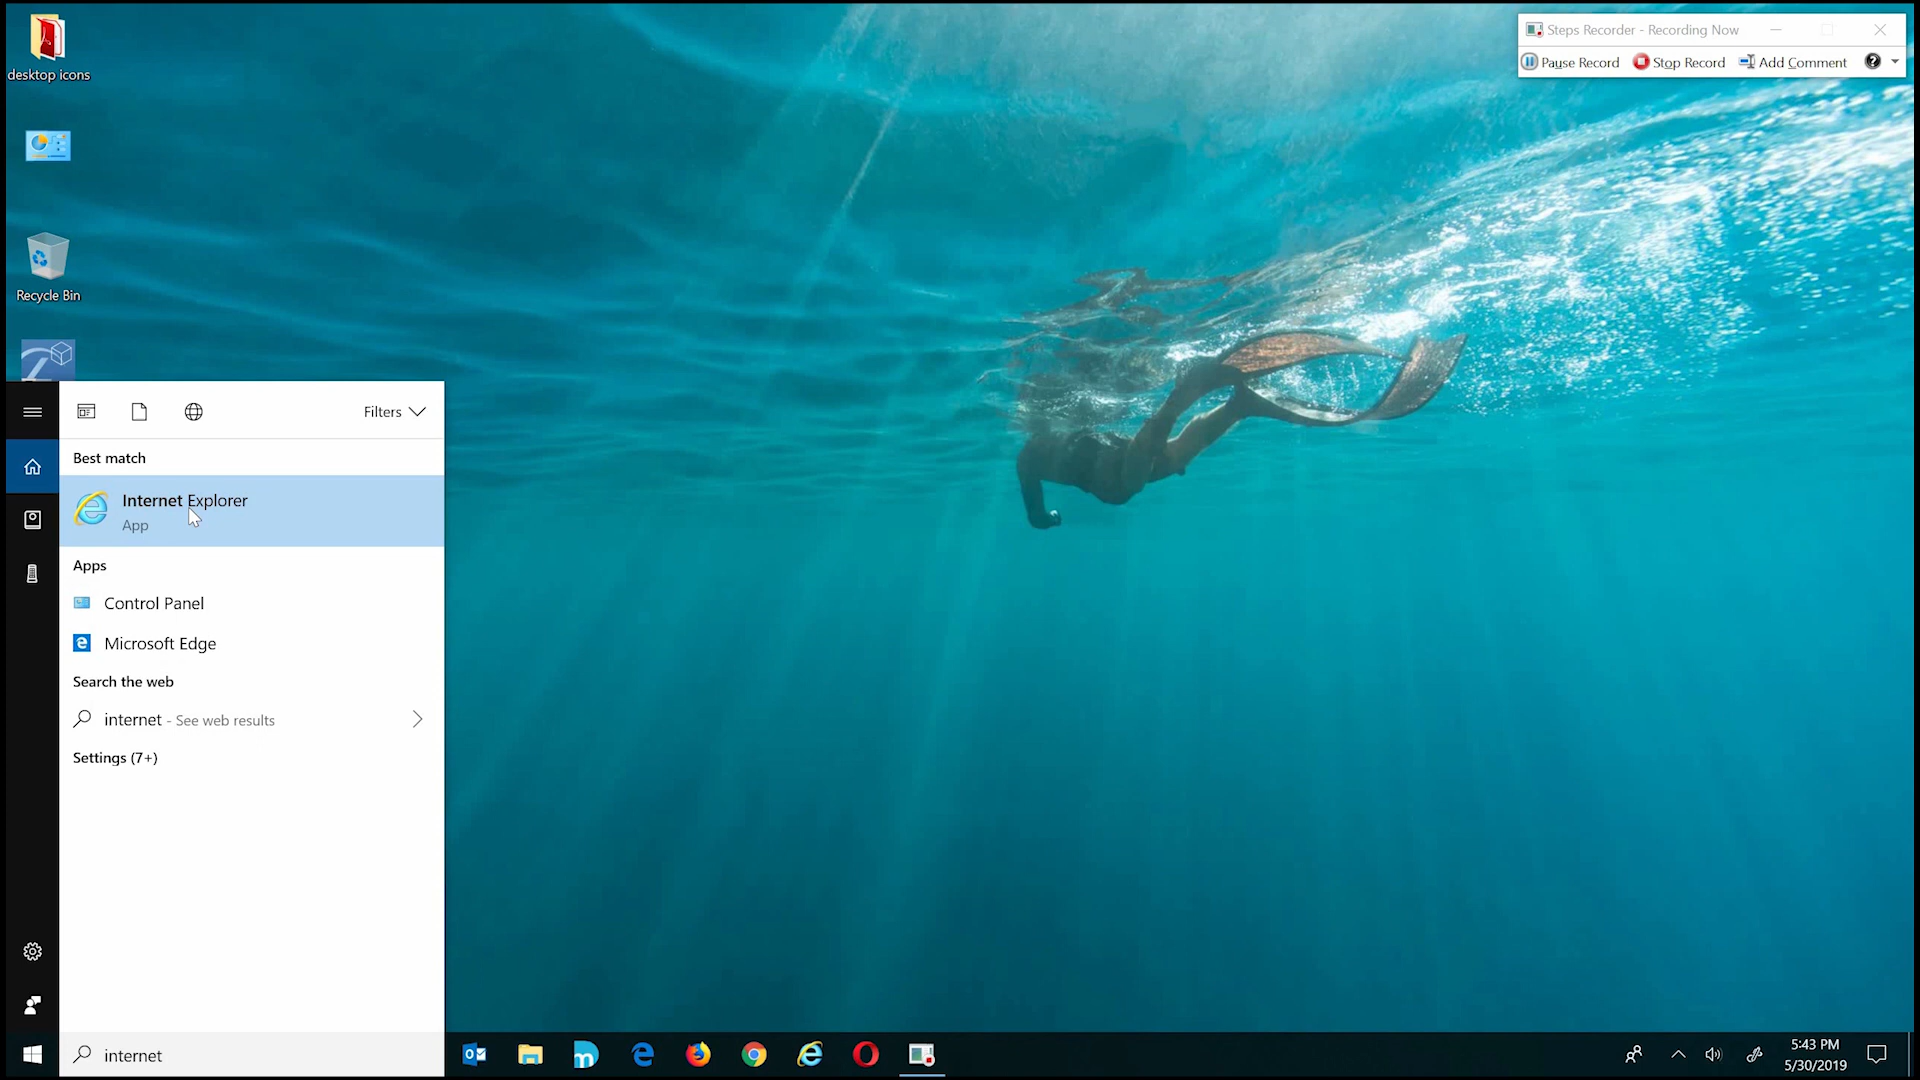 desktop icons
Recycle Bin
Steps Recorder - Recording Now
Pause Record
Stop Record
Add Comment
Filters
Best match
Internet Explorer
App
Apps
Control Panel
Microsoft Edge
Search the web
internet - See web results
Settings (7+)
internet
5:43 PM
5/30/2019